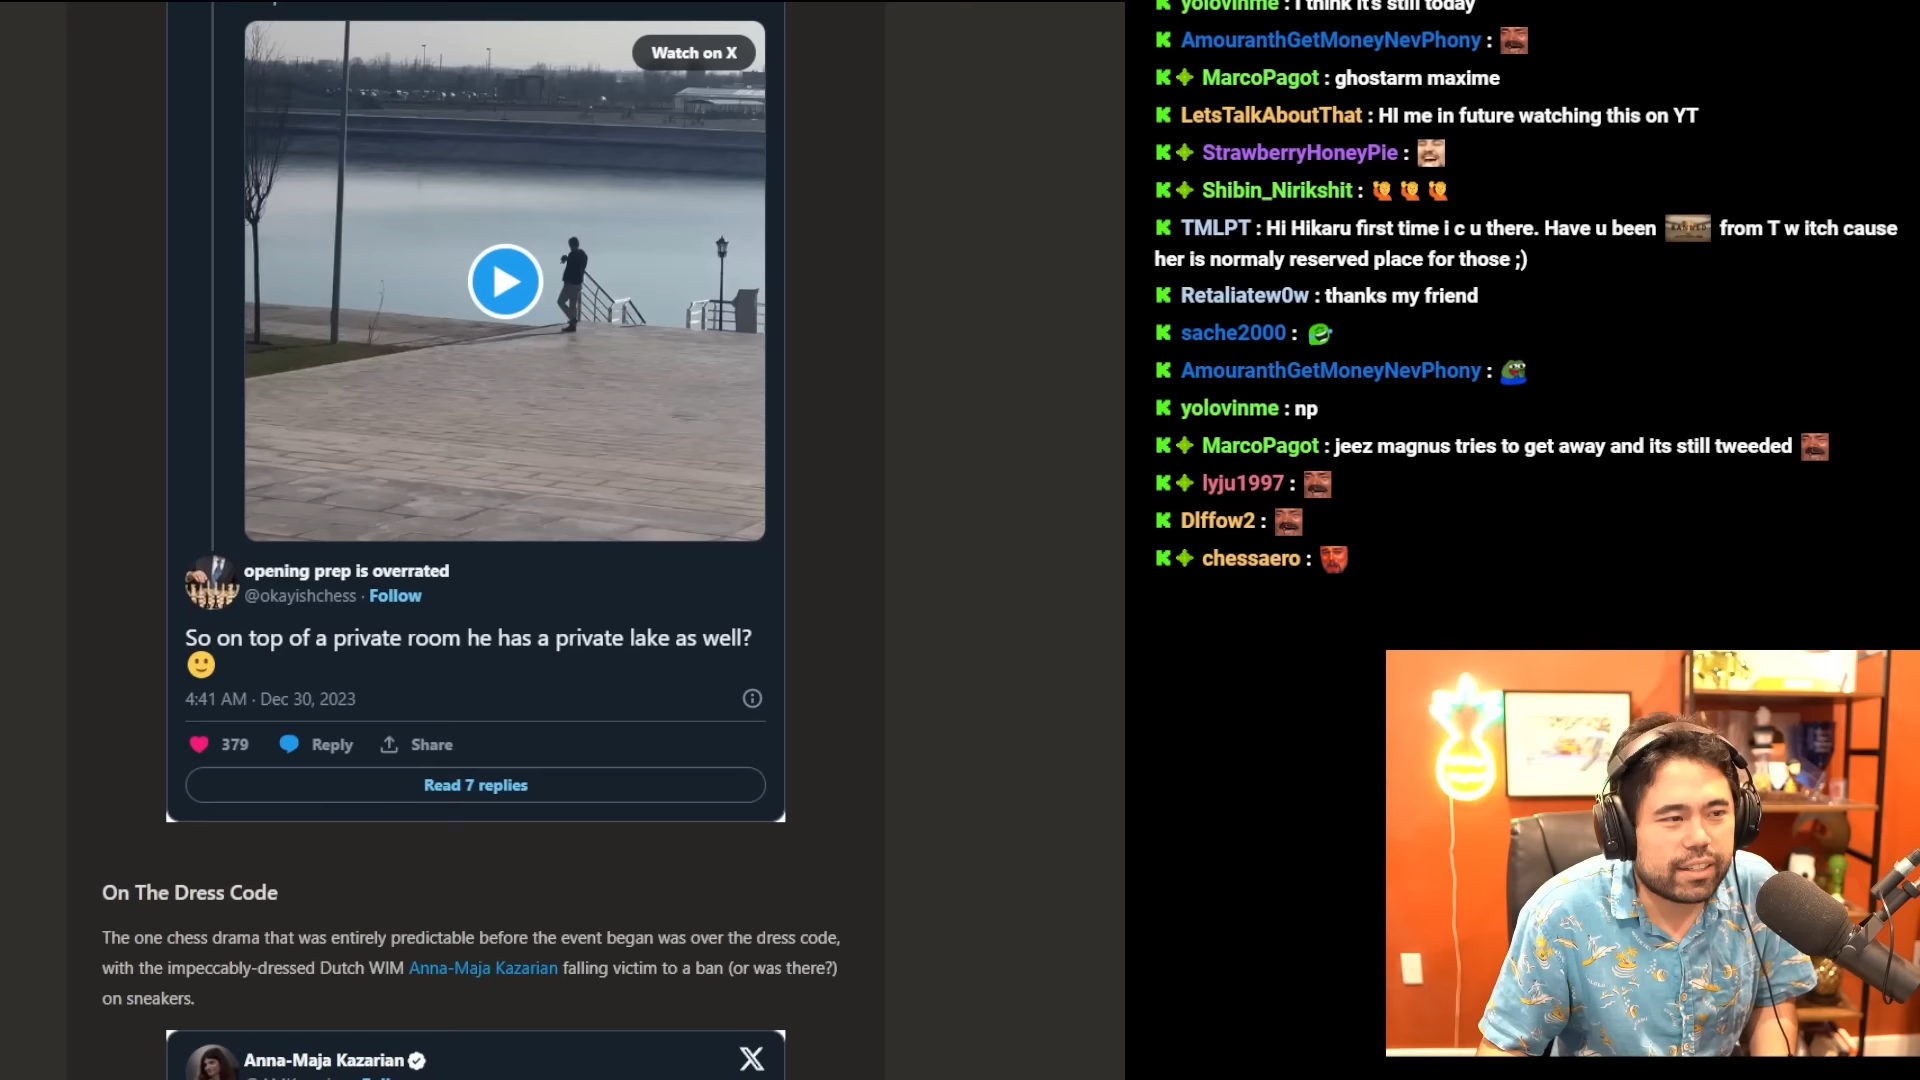 Watch on X
opening prep is overrated
@okayishchess · Follow
So on top of a private room he has a private lake as well?
🙂
4:41 AM · Dec 30, 2023
379 Reply Share
Read 7 replies
On The Dress Code
The one chess drama that was entirely predictable before the event began was over the dress code,
with the impeccably-dressed Dutch WIM Anna-Maja Kazarian falling victim to a ban (or was there?)
on sneakers.
Anna-Maja Kazarian
yolovinme : I think it's still today
AmouranthGetMoneyNevPhony :
MarcoPagot : ghostarm maxime
LetsTalkAboutThat : HI me in future watching this on YT
StrawberryHoneyPie :
Shibin_Nirikshit :
TMLPT : Hi Hikaru first time i c u there. Have u been BANNED from T w itch cause
her is normaly reserved place for those ;)
Retaliatew0w : thanks my friend
sache2000 :
AmouranthGetMoneyNevPhony :
yolovinme : np
MarcoPagot : jeez magnus tries to get away and its still tweeded
lyju1997 :
Dlffow2 :
chessaero :